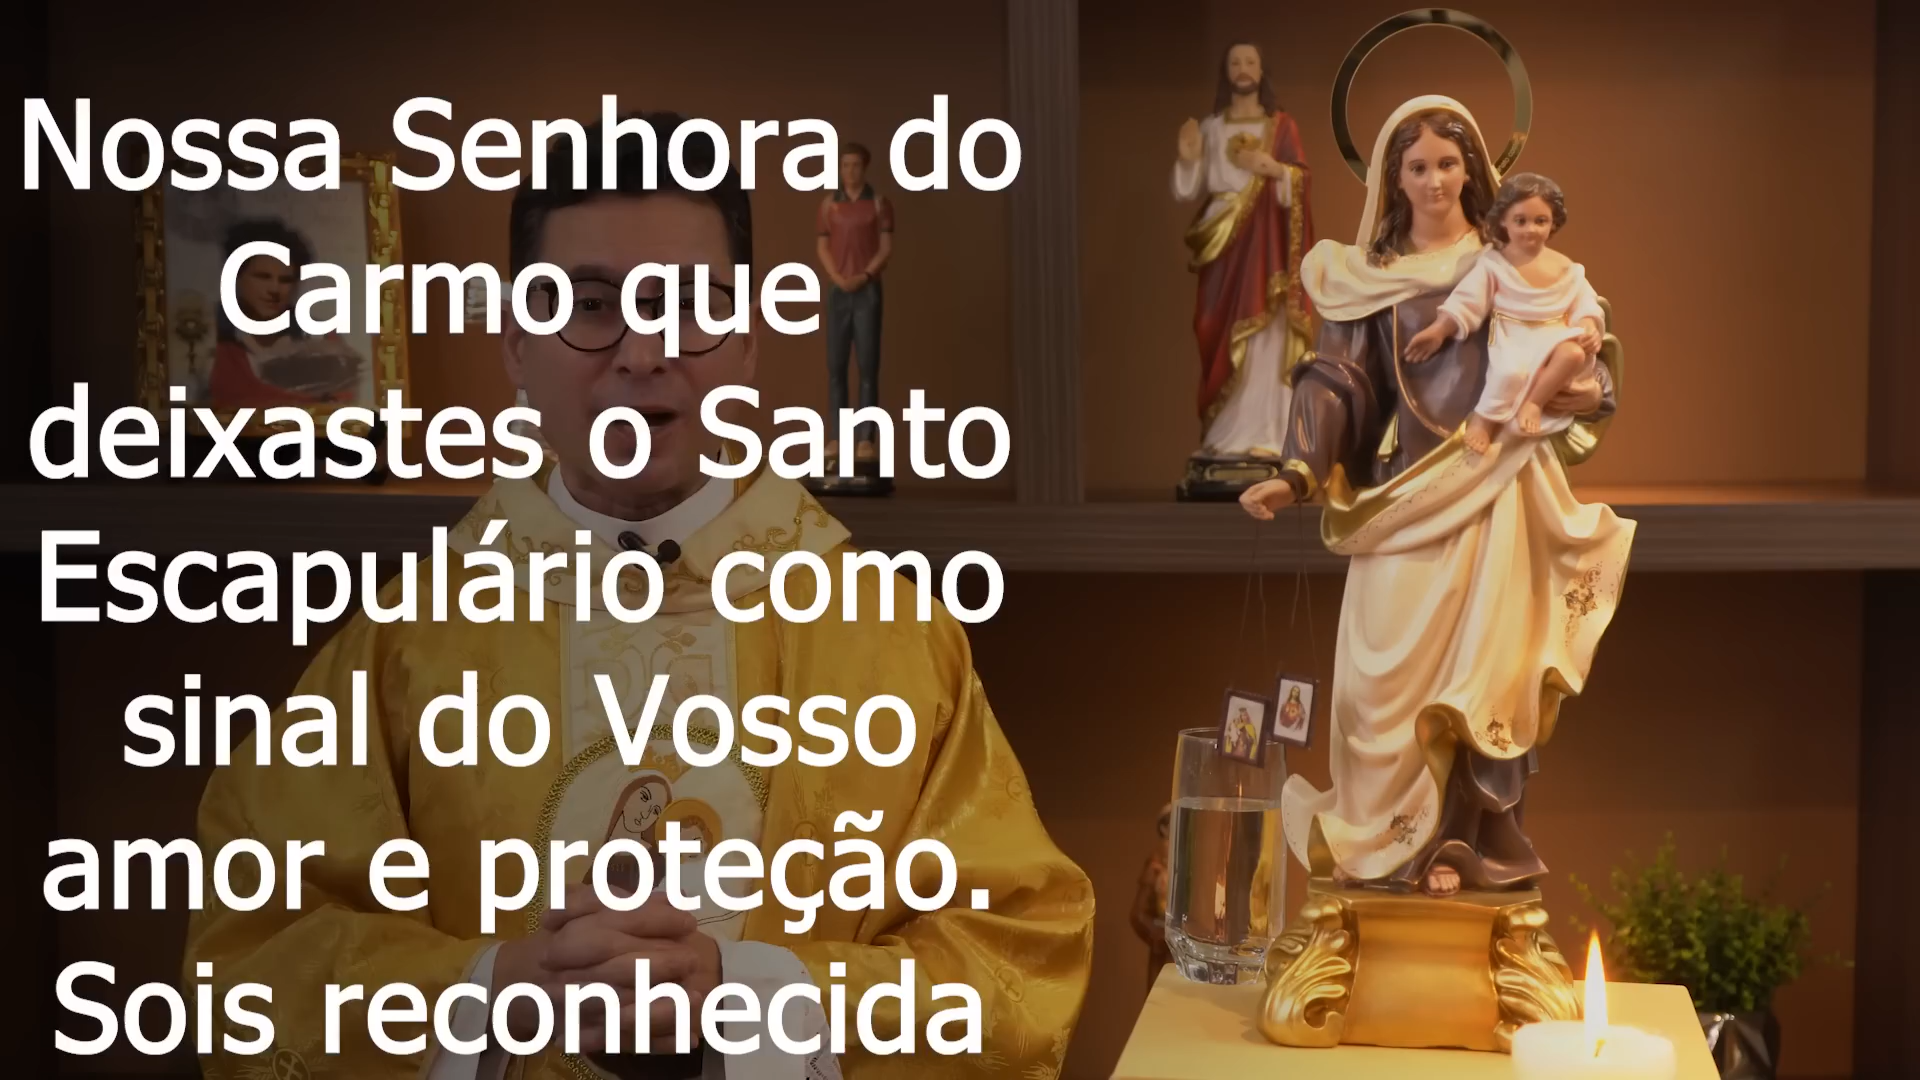 Nossa Senhora do
Carmo que
deixastes o Santo
Escapulário como
sinal do Vosso
amor e proteção.
Sois reconhecida